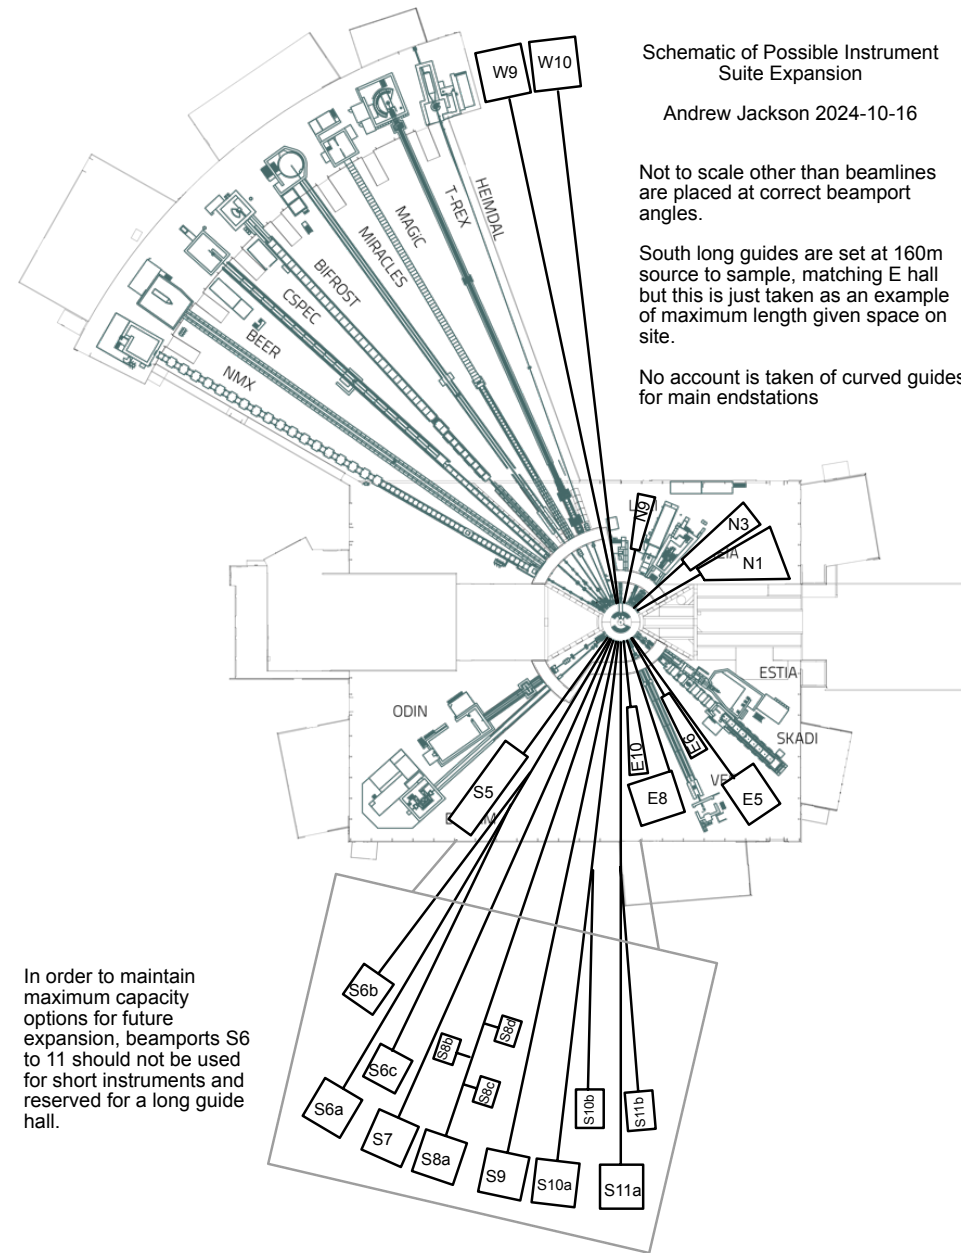 W9
W10
Schematic of Possible Instrument
Suite Expansion
Andrew Jackson 2024-10-16
Not to scale other than beamlines
are placed at correct beamport
angles.
South long guides are set at 160m
source to sample, matching E hall
but this is just taken as an example
of maximum length given space on
site.
No account is taken of curved guides
for main endstations
HEIMDAL
T-REX
MAGiC
MIRACLES
BIFROST
CSPEC
BEER
NMX
N9
N3
N1
ESTIA
SKADI
ODIN
E10
E6
E8
E5
S5
In order to maintain
maximum capacity
options for future
expansion, beamports S6
to 11 should not be used
for short instruments and
reserved for a long guide
hall.
S6b
S6c
S6a
S7
S8b
S8d
S8c
S8a
S9
S10a
S10b
S11b
S11a